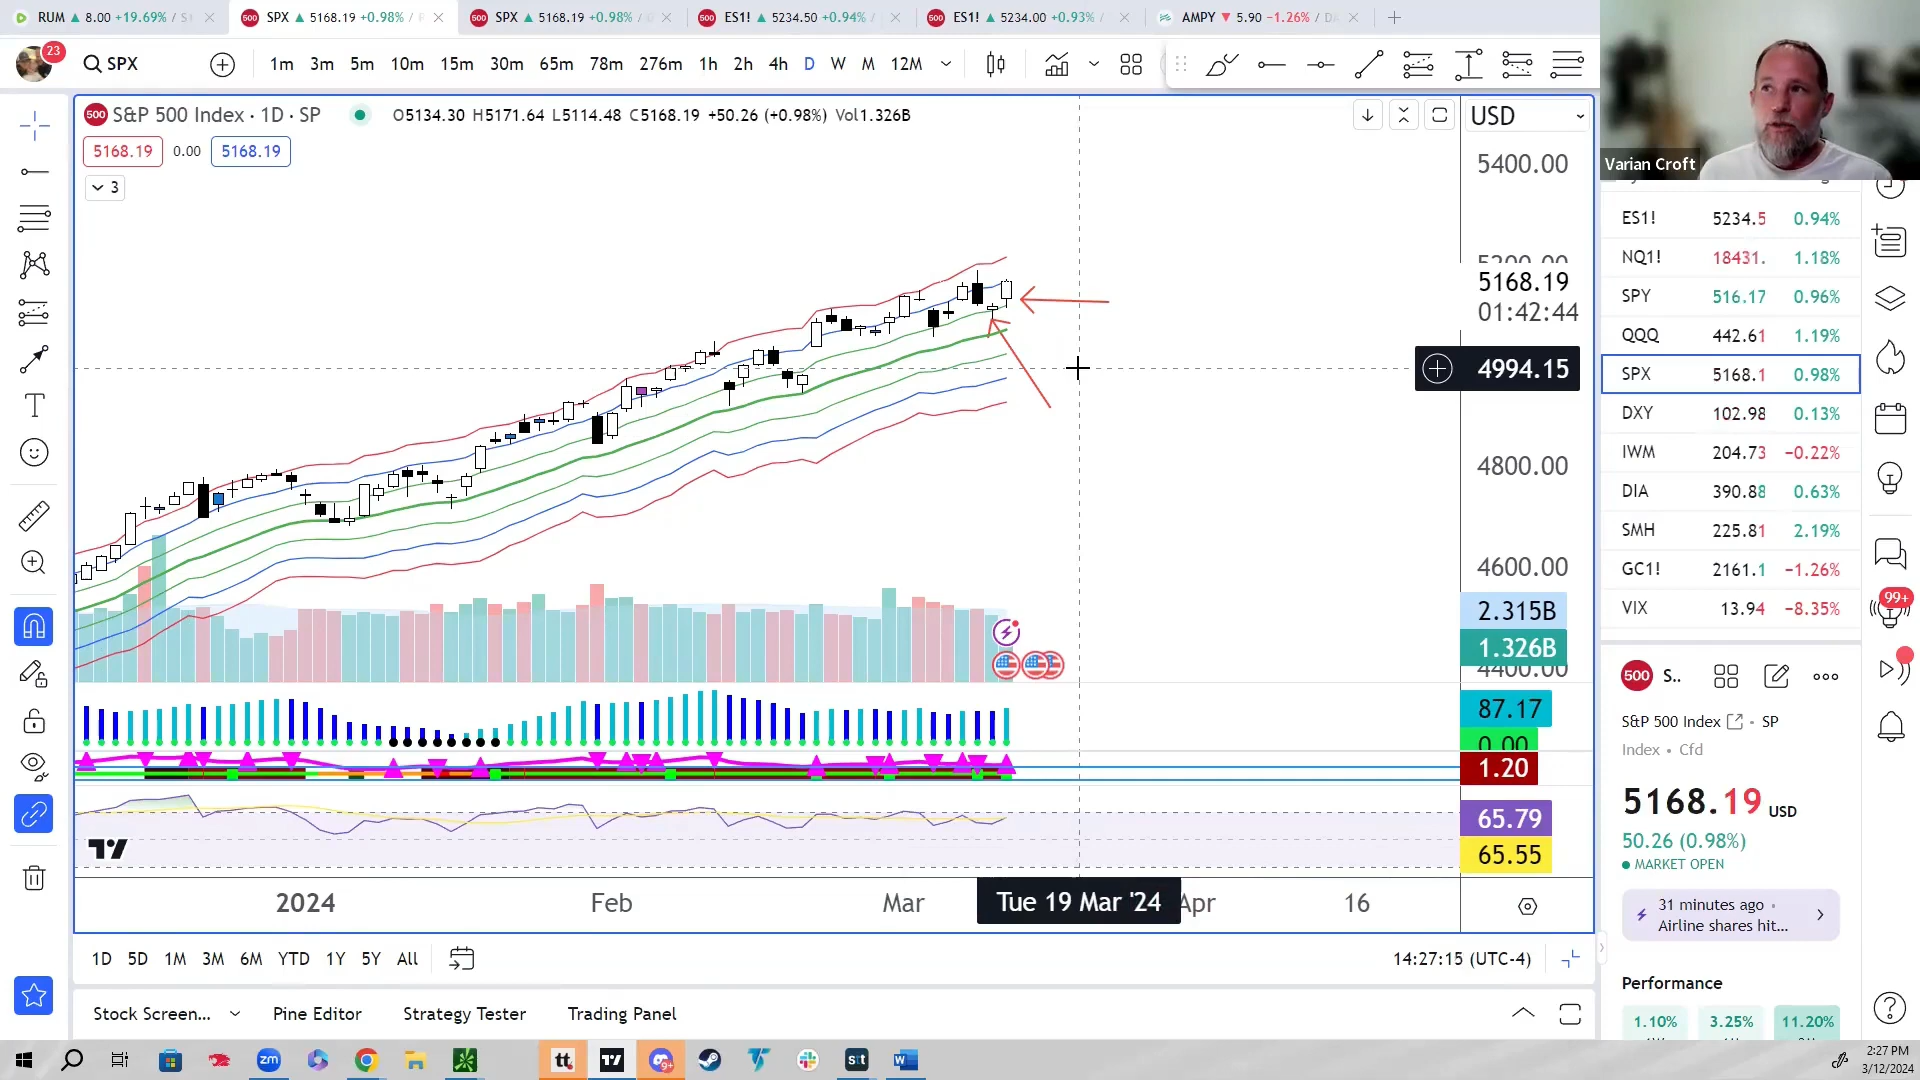 RUM ▲ 8.00 +19.69% / S
SPX ▲ 5168.19 +0.98% /
SPX ▲ 5168.19 +0.98% /
ES1! ▲ 5234.50 +0.94% /
ES1! ▲ 5234.00 +0.93% /
AMPY ▼ 5.90 −1.26% / D
23
SPX
1m 3m 5m 10m 15m 30m 65m 78m 276m 1h 2h 4h D W M 12M
500 S&P 500 Index · 1D · SP
O5134.30 H5171.64 L5114.48 C5168.19 +50.26 (+0.98%) Vol1.326B
5168.19 0.00 5168.19
3
USD
5400.00
5168.19
01:42:44
4994.15
4800.00
4600.00
2.315B
1.326B
4400.00
87.17
0.00
1.20
65.79
65.55
2024 Feb Mar Tue 19 Mar '24 Apr 16
1D 5D 1M 3M 6M YTD 1Y 5Y All
14:27:15 (UTC-4)
Stock Screen... Pine Editor Strategy Tester Trading Panel
Varian Croft
ES1! 5234.5 0.94%
NQ1! 18431. 1.18%
SPY 516.17 0.96%
QQQ 442.61 1.19%
SPX 5168.1 0.98%
DXY 102.98 0.13%
IWM 204.73 −0.22%
DIA 390.88 0.63%
SMH 225.81 2.19%
GC1! 2161.1 −1.26%
VIX 13.94 −8.35%
99+
500 S..
S&P 500 Index • SP
Index • Cfd
5168.19 USD
50.26 (0.98%)
MARKET OPEN
31 minutes ago •
Airline shares hit...
Performance
1.10% 3.25% 11.20%
zm
tt
stt
2:27 PM
3/12/2024